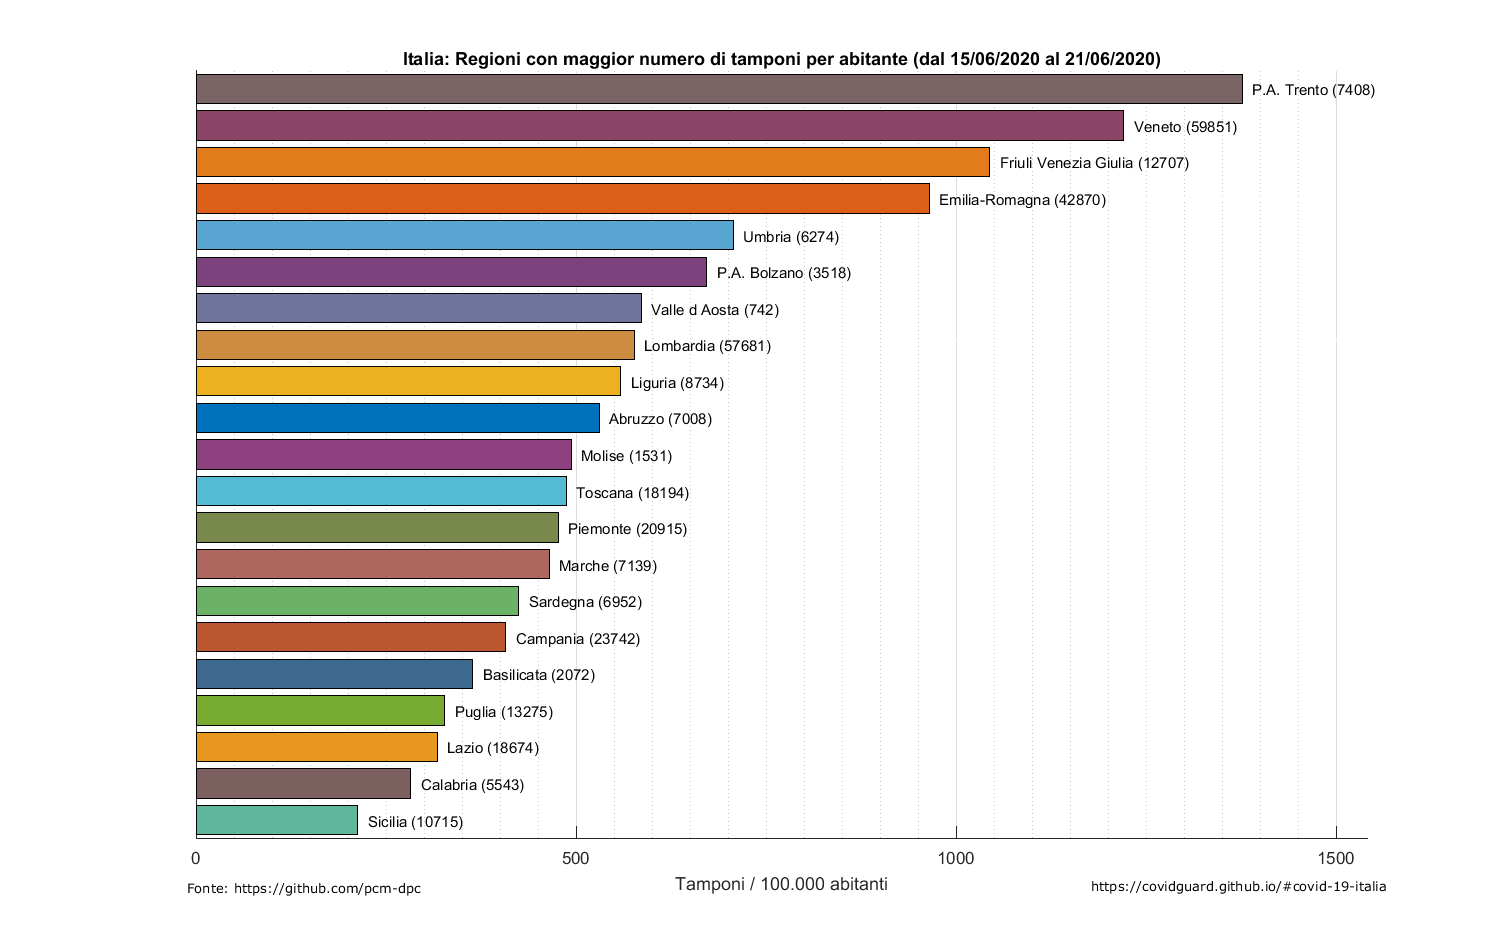 Italia: Regioni con maggior numero di tamponi per abitante (dal 15/06/2020 al 21/06/2020)
P.A. Trento (7408)
Veneto (59851)
Friuli Venezia Giulia (12707)
Emilia-Romagna (42870)
Umbria (6274)
P.A. Bolzano (3518)
Valle d Aosta (742)
Lombardia (57681)
Liguria (8734)
Abruzzo (7008)
Molise (1531)
Toscana (18194)
Piemonte (20915)
Marche (7139)
Sardegna (6952)
Campania (23742)
Basilicata (2072)
Puglia (13275)
Lazio (18674)
Calabria (5543)
Sicilia (10715)
0 500 1000 1500
Tamponi / 100.000 abitanti
Fonte: https://github.com/pcm-dpc
https://covidguard.github.io/#covid-19-italia